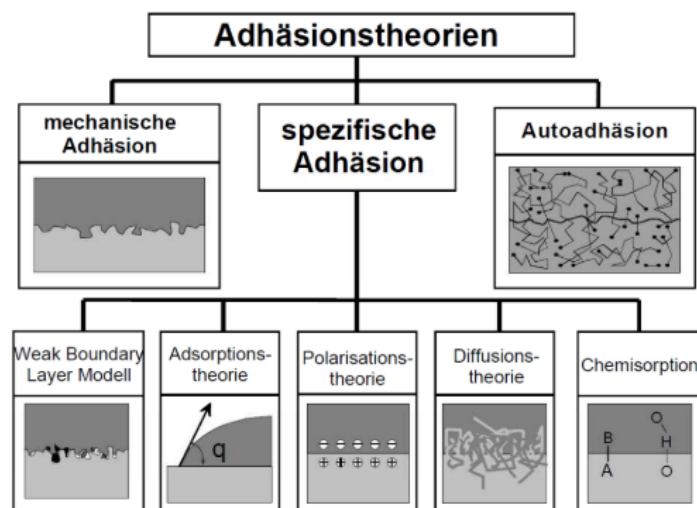 Adhäsionstheorien
mechanische
Adhäsion
spezifische
Adhäsion
Autoadhäsion
Weak Boundary
Layer Modell
Adsorptions-
theorie
q
Polarisations-
theorie
Diffusions-
theorie
Chemisorption
B
A
O
H
O